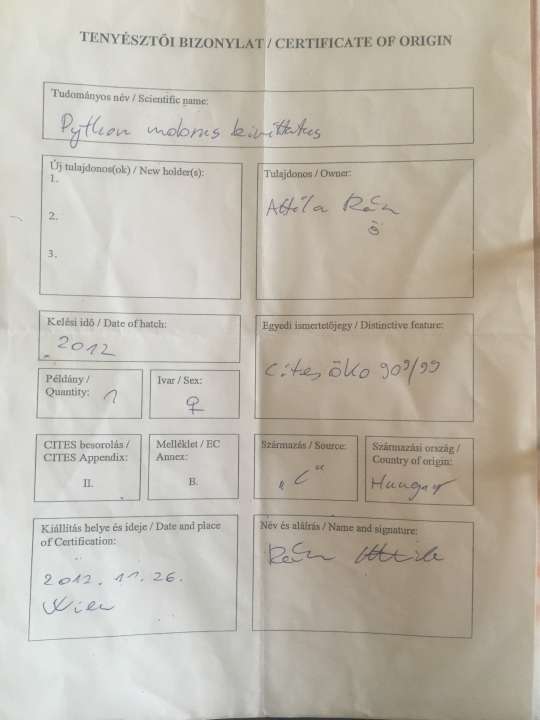 TENYÉSZTŐI BIZONYLAT / CERTIFICATE OF ORIGIN
Tudományos név / Scientific name:
Python molorus bivittatus
Új tulajdonos(ok) / New holder(s):
1.
2.
3.
Tulajdonos / Owner:
Attila
Kelési idő / Date of hatch:
2012
Egyedi ismertetőjegy / Distinctive feature:
Cites ÖKO 909/99
Példány /
Quantity: 1
Ivar / Sex:
♀
CITES besorolás /
CITES Appendix:
II.
Melléklet / EC
Annex:
B.
Származás / Source:
„C"
Származási ország /
Country of origin:
Hungary
Kiállítás helye és ideje / Date and place
of Certification:
2012. 11. 26.
Wien
Név és aláírás / Name and signature: